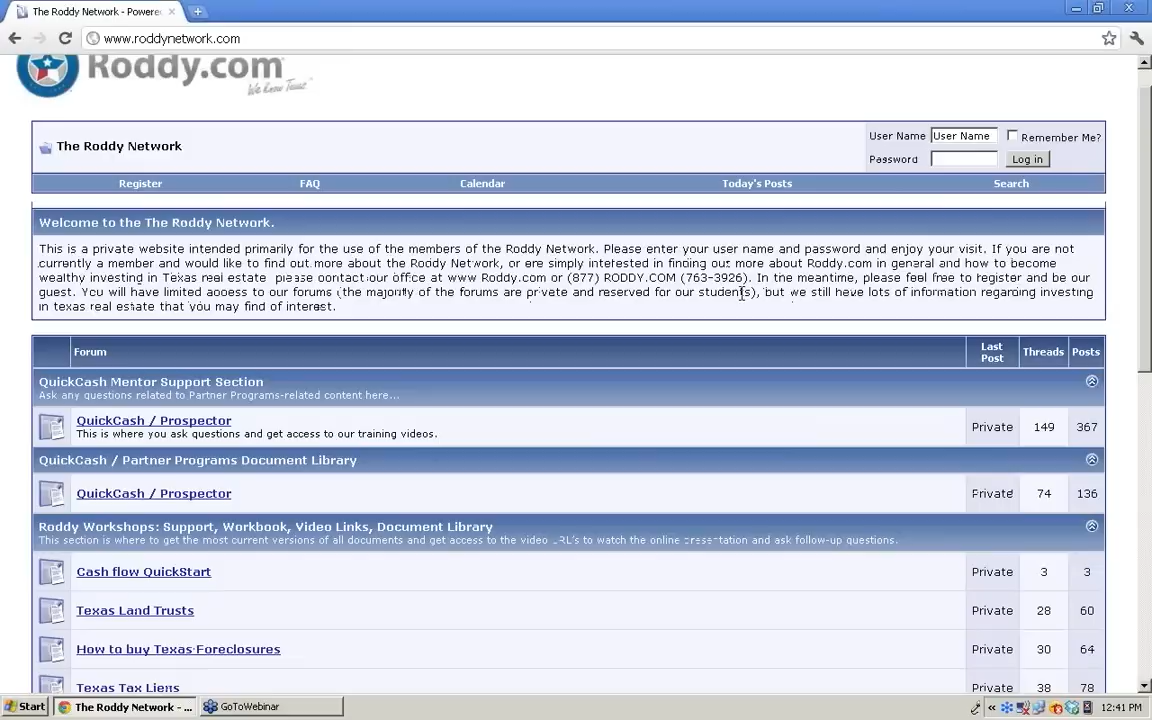 The Roddy Network - Powere
www.roddynetwork.com
Roddy.com
We know Texas
The Roddy Network
User Name User Name Remember Me?
Password Log in
Register FAQ Calendar Today's Posts Search
Welcome to the The Roddy Network.
This is a private website intended primarily for the use of the members of the Roddy Network. Please enter your user name and password and enjoy your visit. If you are not
currently a member and would like to find out more about the Roddy Network, or are simply interested in finding out more about Roddy.com in general and how to become
wealthy investing in Texas real estate please contact our office at www Roddy.com or (877) RODDY.COM (763-3926). In the meantime, please feel free to register and be our
guest. You will have limited access to our forums (the majority of the forums are private and reserved for our students), but we still have lots of information regarding investing
in texas real estate that you may find of interest.
Forum Last Post Threads Posts
QuickCash Mentor Support Section
Ask any questions related to Partner Programs-related content here...
QuickCash / Prospector Private 149 367
This is where you ask questions and get access to our training videos.
QuickCash / Partner Programs Document Library
QuickCash / Prospector Private 74 136
Roddy Workshops: Support, Workbook, Video Links, Document Library
This section is where to get the most current versions of all documents and get access to the video URL's to watch the online presentation and ask follow-up questions.
Cash flow QuickStart Private 3 3
Texas Land Trusts Private 28 60
How to buy Texas Foreclosures Private 30 64
Texas Tax Liens Private 38 78
Start The Roddy Network - ... GoToWebinar 12:41 PM